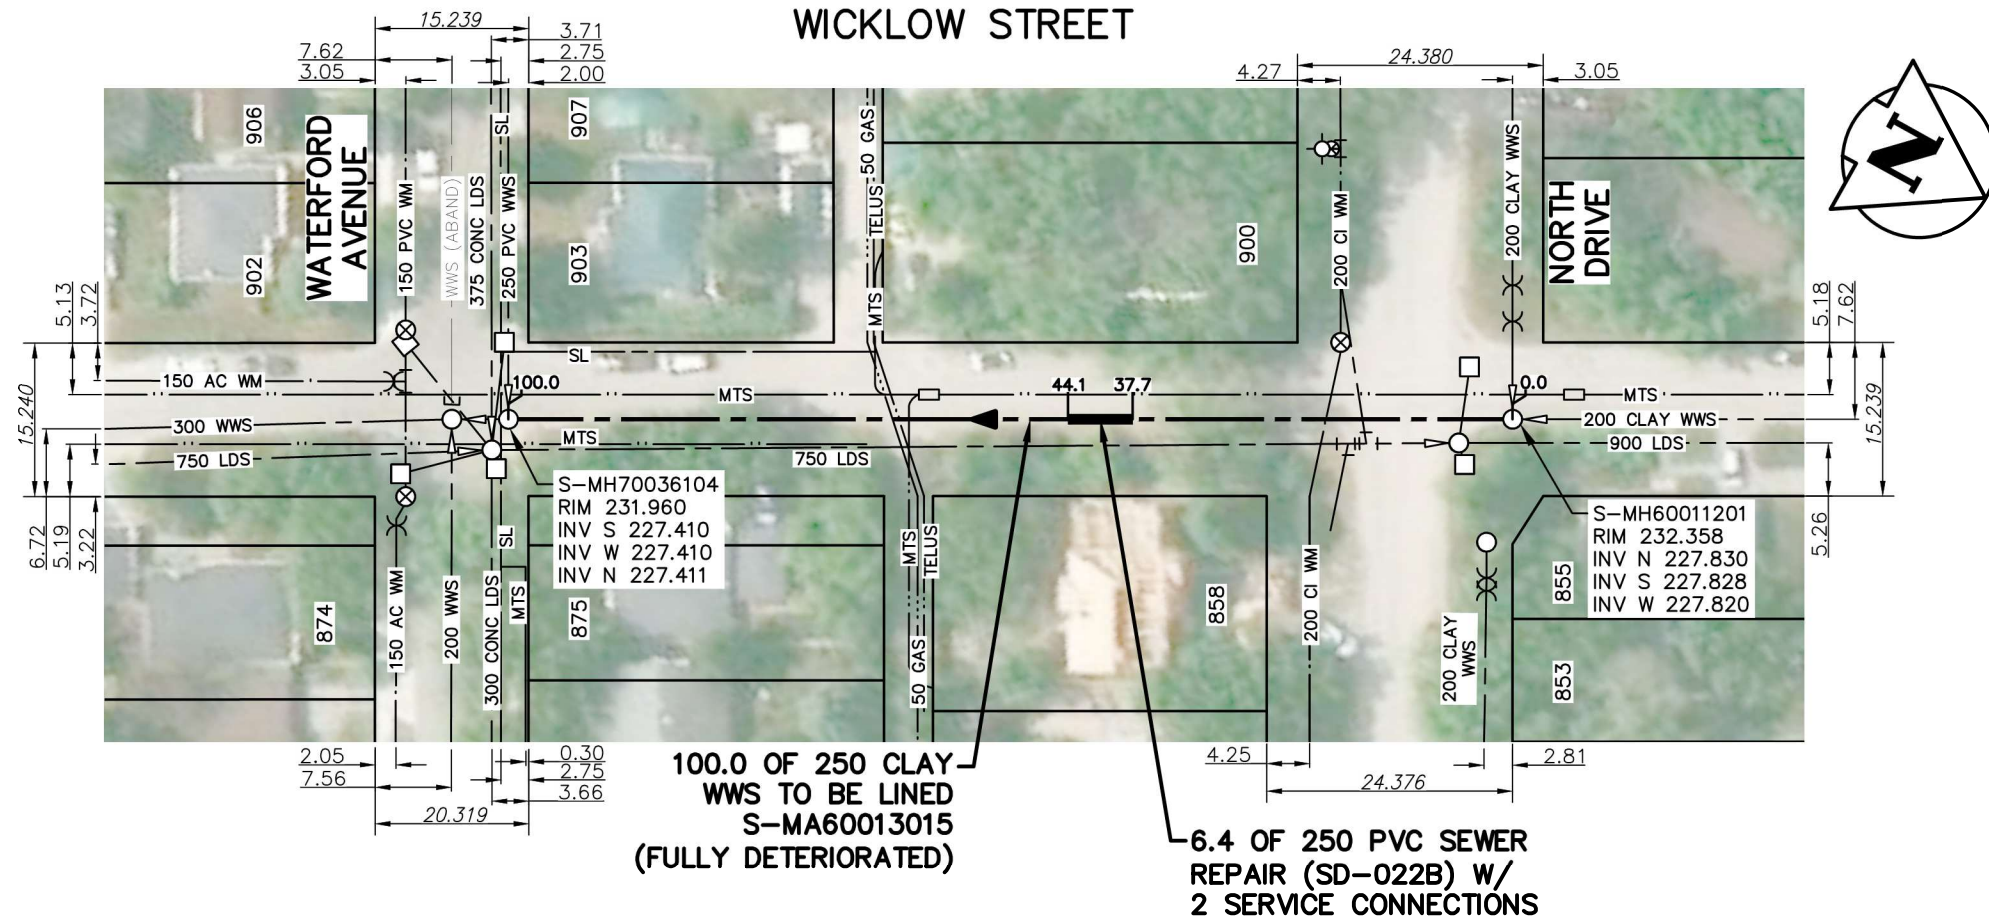 WICKLOW STREET
15.239
7.62
3.05
3.71
2.75
2.00
24.380
4.27
3.05
N
906
902
WATERFORD
AVENUE
150 PVC WM
WWS (ABAND)
375 CONC LDS
250 PVC WWS
SL
907
903
50 GAS
TELUS
MTS
900
200 CI WM
200 CLAY WWS
NORTH
DRIVE
5.13
3.72
15.240
6.72
5.19
3.22
5.18
7.62
15.239
5.26
150 AC WM
SL
100.0
MTS
44.1
37.7
0.0
MTS
300 WWS
MTS
200 CLAY WWS
750 LDS
750 LDS
900 LDS
S-MH70036104
RIM 231.960
INV S 227.410
INV W 227.410
INV N 227.411
S-MH60011201
RIM 232.358
INV N 227.830
INV S 227.828
INV W 227.820
874
150 AC WM
200 WWS
300 CONC LDS
SL
MTS
875
MTS
TELUS
50 GAS
858
200 CI WM
200 CLAY
WWS
855
853
2.05
7.56
20.319
0.30
2.75
3.66
4.25
24.376
2.81
100.0 OF 250 CLAY
WWS TO BE LINED
S-MA60013015
(FULLY DETERIORATED)
6.4 OF 250 PVC SEWER
REPAIR (SD-022B) W/
2 SERVICE CONNECTIONS